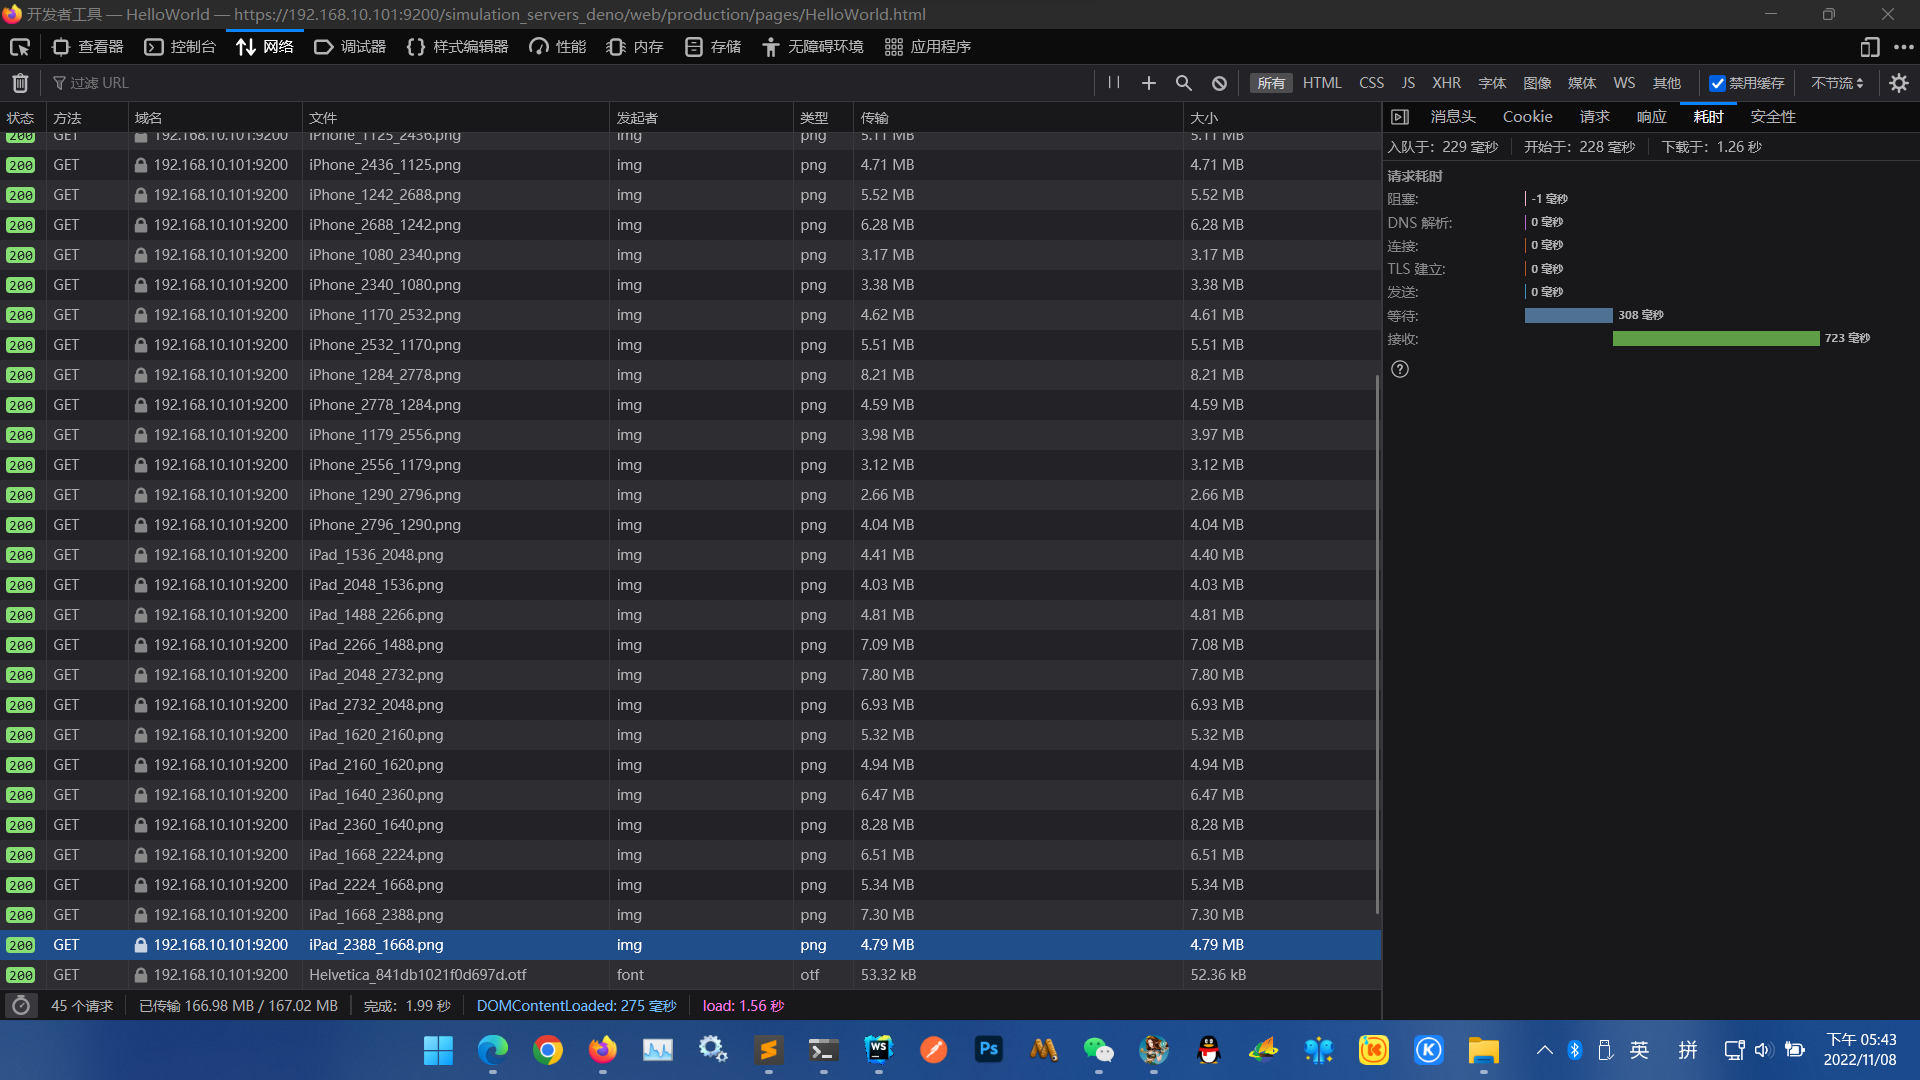 开发者工具 — HelloWorld — https://192.168.10.101:9200/simulation_servers_deno/web/production/pages/HelloWorld.html
查看器 控制台 网络 调试器 样式编辑器 性能 内存 存储 无障碍环境 应用程序
过滤 URL 所有 HTML CSS JS XHR 字体 图像 媒体 WS 其他 禁用缓存 不节流
状态 方法 域名 文件 发起者 类型 传输 大小
200 GET 192.168.10.101:9200 iPhone_1125_2436.png img png 5.11 MB 5.11 MB
200 GET 192.168.10.101:9200 iPhone_2436_1125.png img png 4.71 MB 4.71 MB
200 GET 192.168.10.101:9200 iPhone_1242_2688.png img png 5.52 MB 5.52 MB
200 GET 192.168.10.101:9200 iPhone_2688_1242.png img png 6.28 MB 6.28 MB
200 GET 192.168.10.101:9200 iPhone_1080_2340.png img png 3.17 MB 3.17 MB
200 GET 192.168.10.101:9200 iPhone_2340_1080.png img png 3.38 MB 3.38 MB
200 GET 192.168.10.101:9200 iPhone_1170_2532.png img png 4.62 MB 4.61 MB
200 GET 192.168.10.101:9200 iPhone_2532_1170.png img png 5.51 MB 5.51 MB
200 GET 192.168.10.101:9200 iPhone_1284_2778.png img png 8.21 MB 8.21 MB
200 GET 192.168.10.101:9200 iPhone_2778_1284.png img png 4.59 MB 4.59 MB
200 GET 192.168.10.101:9200 iPhone_1179_2556.png img png 3.98 MB 3.97 MB
200 GET 192.168.10.101:9200 iPhone_2556_1179.png img png 3.12 MB 3.12 MB
200 GET 192.168.10.101:9200 iPhone_1290_2796.png img png 2.66 MB 2.66 MB
200 GET 192.168.10.101:9200 iPhone_2796_1290.png img png 4.04 MB 4.04 MB
200 GET 192.168.10.101:9200 iPad_1536_2048.png img png 4.41 MB 4.40 MB
200 GET 192.168.10.101:9200 iPad_2048_1536.png img png 4.03 MB 4.03 MB
200 GET 192.168.10.101:9200 iPad_1488_2266.png img png 4.81 MB 4.81 MB
200 GET 192.168.10.101:9200 iPad_2266_1488.png img png 7.09 MB 7.08 MB
200 GET 192.168.10.101:9200 iPad_2048_2732.png img png 7.80 MB 7.80 MB
200 GET 192.168.10.101:9200 iPad_2732_2048.png img png 6.93 MB 6.93 MB
200 GET 192.168.10.101:9200 iPad_1620_2160.png img png 5.32 MB 5.32 MB
200 GET 192.168.10.101:9200 iPad_2160_1620.png img png 4.94 MB 4.94 MB
200 GET 192.168.10.101:9200 iPad_1640_2360.png img png 6.47 MB 6.47 MB
200 GET 192.168.10.101:9200 iPad_2360_1640.png img png 8.28 MB 8.28 MB
200 GET 192.168.10.101:9200 iPad_1668_2224.png img png 6.51 MB 6.51 MB
200 GET 192.168.10.101:9200 iPad_2224_1668.png img png 5.34 MB 5.34 MB
200 GET 192.168.10.101:9200 iPad_1668_2388.png img png 7.30 MB 7.30 MB
200 GET 192.168.10.101:9200 iPad_2388_1668.png img png 4.79 MB 4.79 MB
200 GET 192.168.10.101:9200 Helvetica_841db1021f0d697d.otf font otf 53.32 kB 52.36 kB
45 个请求 已传输 166.98 MB / 167.02 MB 完成：1.99 秒 DOMContentLoaded: 275 毫秒 load: 1.56 秒
消息头 Cookie 请求 响应 耗时 安全性
入队于：229 毫秒 开始于：228 毫秒 下载于：1.26 秒
请求耗时
阻塞: -1 毫秒
DNS 解析: 0 毫秒
连接: 0 毫秒
TLS 建立: 0 毫秒
发送: 0 毫秒
等待: 308 毫秒
接收: 723 毫秒
WS Ps K K 英 拼
下午 05:43
2022/11/08